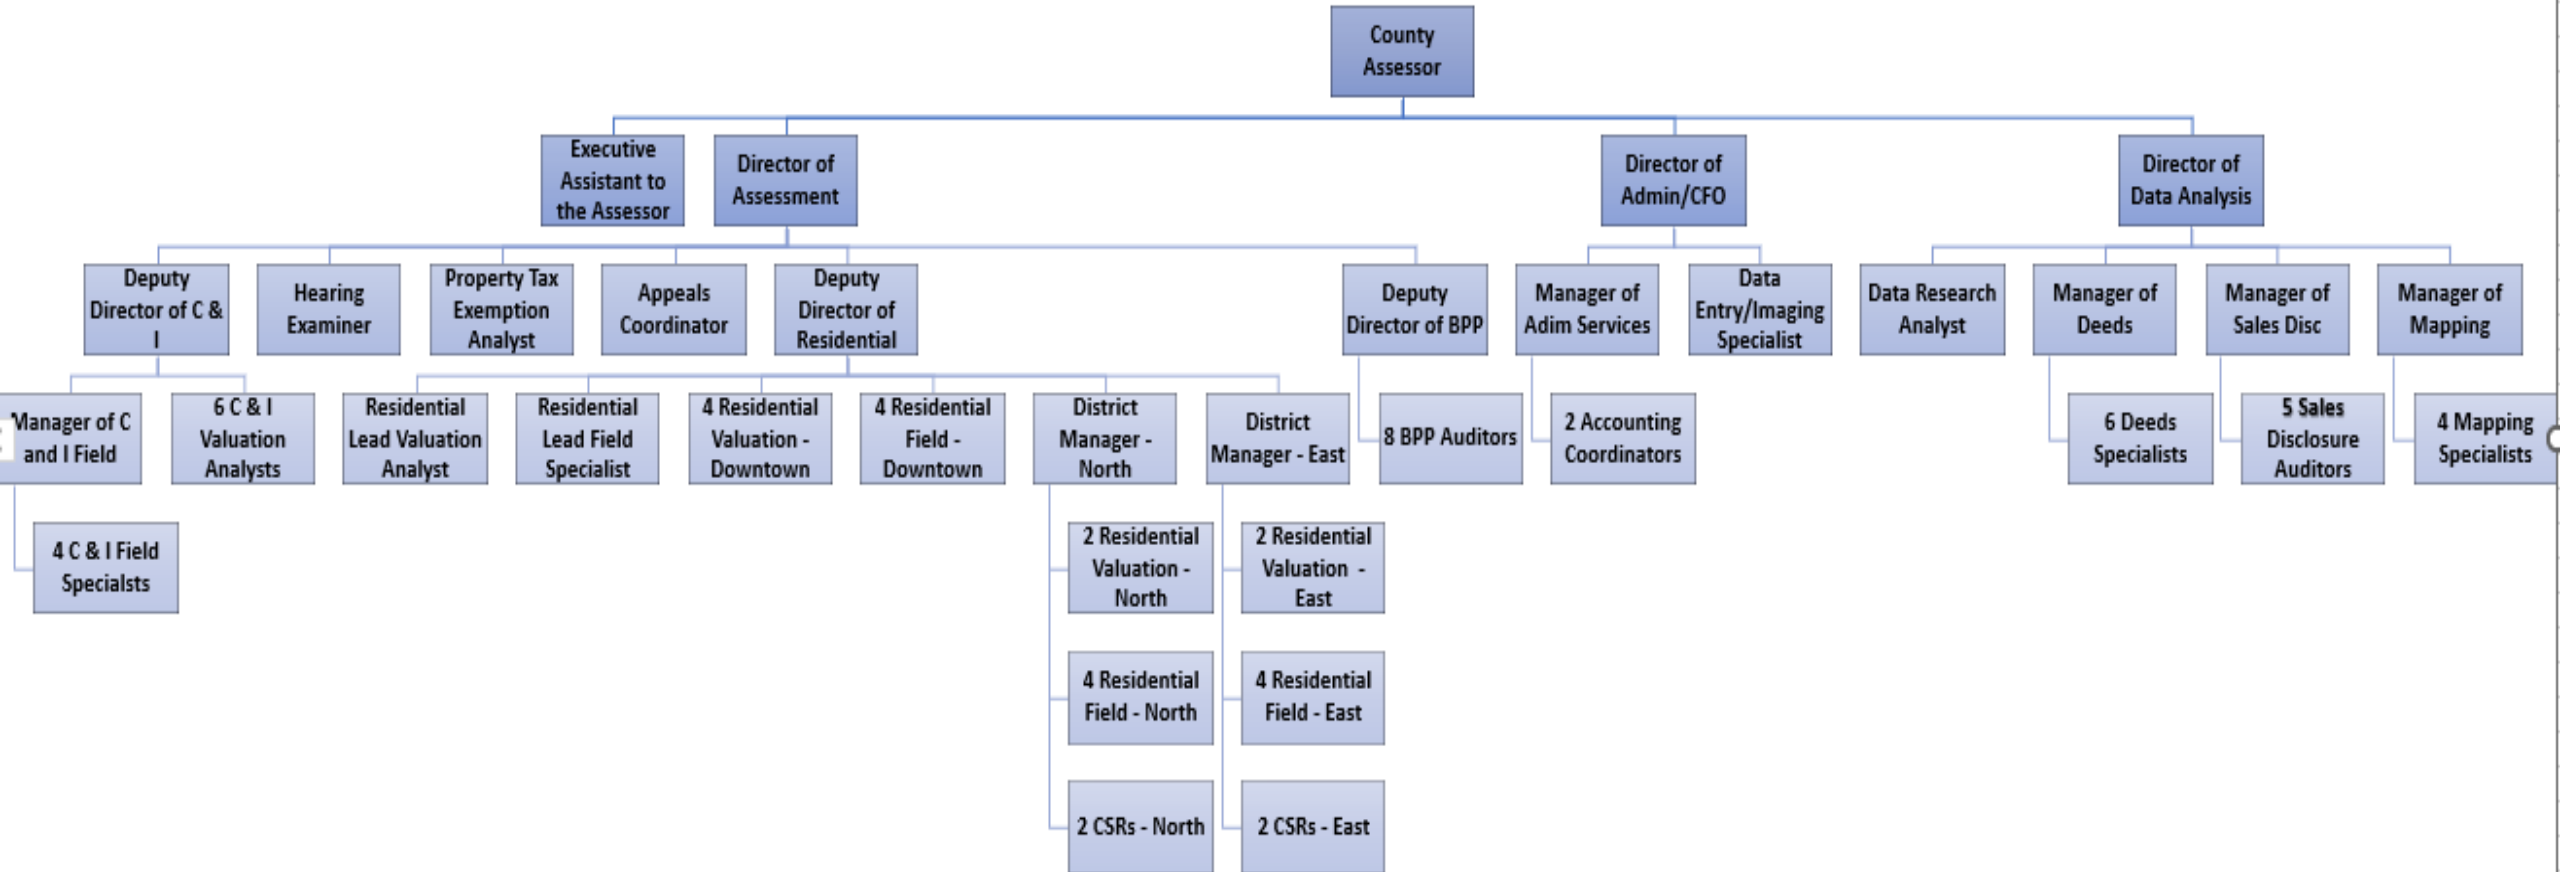 County
Assessor
Executive
Assistant to
the Assessor
Director of
Assessment
Director of
Admin/CFO
Director of
Data Analysis
Deputy
Director of C &
I
Hearing
Examiner
Property Tax
Exemption
Analyst
Appeals
Coordinator
Deputy
Director of
Residential
Deputy
Director of BPP
Manager of
Adim Services
Data
Entry/Imaging
Specialist
Data Research
Analyst
Manager of
Deeds
Manager of
Sales Disc
Manager of
Mapping
Manager of C
and I Field
6 C & I
Valuation
Analysts
Residential
Lead Valuation
Analyst
Residential
Lead Field
Specialist
4 Residential
Valuation -
Downtown
4 Residential
Field -
Downtown
District
Manager -
North
District
Manager - East
8 BPP Auditors
2 Accounting
Coordinators
6 Deeds
Specialists
5 Sales
Disclosure
Auditors
4 Mapping
Specialists
4 C & I Field
Specialsts
2 Residential
Valuation -
North
2 Residential
Valuation -
East
4 Residential
Field - North
4 Residential
Field - East
2 CSRs - North
2 CSRs - East